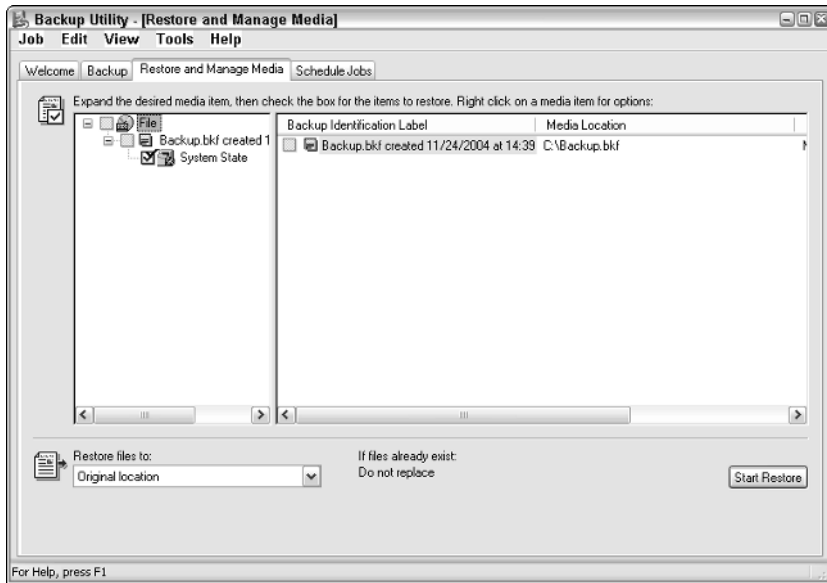 Backup Utility - [Restore and Manage Media]
Job Edit View Tools Help
Welcome Backup Restore and Manage Media Schedule Jobs
Expand the desired media item, then check the box for the items to restore. Right click on a media item for options:
File
Backup.bkf created 1
System State
Backup Identification Label Media Location
Backup.bkf created 11/24/2004 at 14:39 C:\Backup.bkf
Restore files to:
Original location
If files already exist:
Do not replace
Start Restore
For Help, press F1